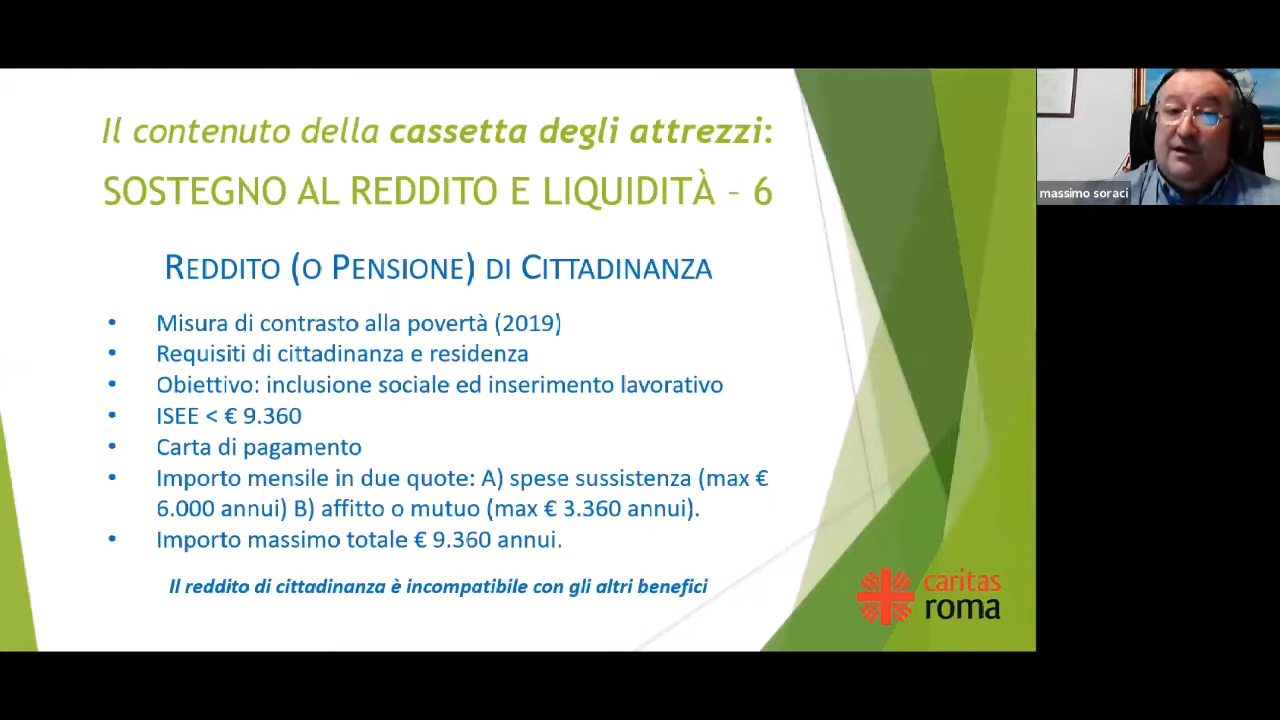 Il contenuto della cassetta degli attrezzi:
SOSTEGNO AL REDDITO E LIQUIDITÀ – 6
REDDITO (O PENSIONE) DI CITTADINANZA
• Misura di contrasto alla povertà (2019)
• Requisiti di cittadinanza e residenza
• Obiettivo: inclusione sociale ed inserimento lavorativo
• ISEE < € 9.360
• Carta di pagamento
• Importo mensile in due quote: A) spese sussistenza (max €
6.000 annui) B) affitto o mutuo (max € 3.360 annui).
• Importo massimo totale € 9.360 annui.
Il reddito di cittadinanza è incompatibile con gli altri benefici
caritas
roma
massimo soraci